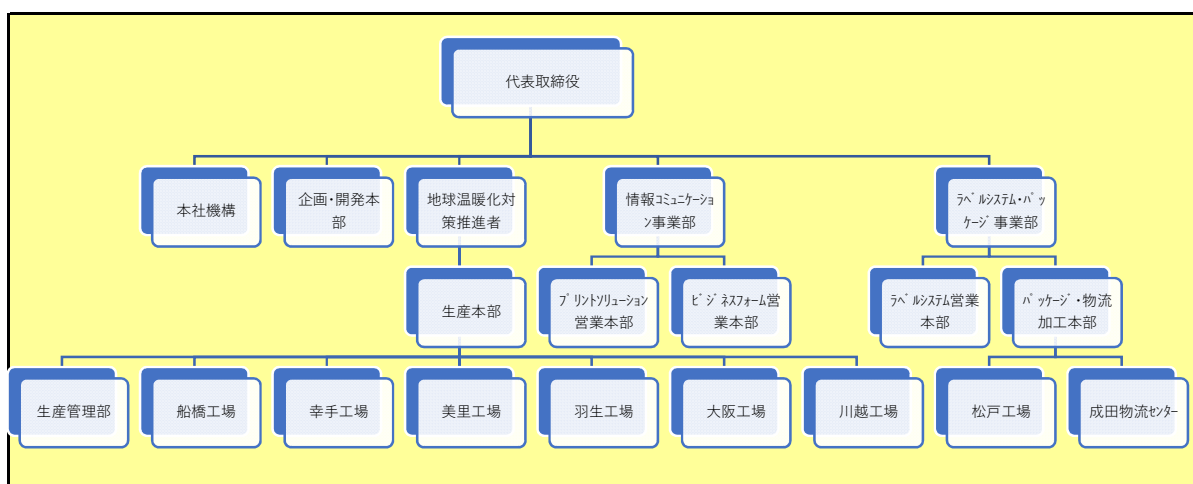 代表取締役
本社機構
企画・開発本
部
地球温暖化対
策推進者
情報ｺﾐｭﾆｹｰｼｮ
ﾝ事業部
ﾗﾍﾞﾙｼｽﾃﾑ・ﾊﾟｯ
ｹｰｼﾞ事業部
生産本部
ﾌﾟﾘﾝﾄｿﾘｭｰｼｮﾝ
営業本部
ﾋﾞｼﾞﾈｽﾌｫｰﾑ営
業本部
ﾗﾍﾞﾙｼｽﾃﾑ営業
本部
ﾊﾟｯｹｰｼﾞ・物流
加工本部
生産管理部
船橋工場
幸手工場
美里工場
羽生工場
大阪工場
川越工場
松戸工場
成田物流ｾﾝﾀｰ